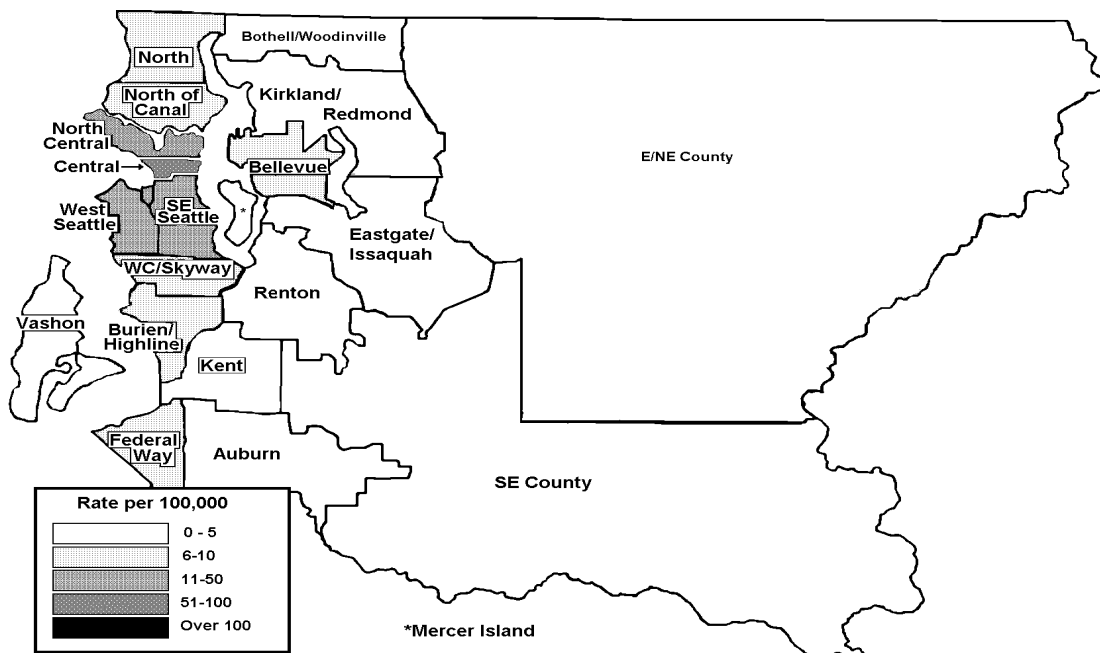 Bothell/Woodinville
North
North of
Canal
Kirkland/
Redmond
North
Central
Central
Bellevue
E/NE County
West
Seattle
SE
Seattle
*
Eastgate/
Issaquah
WC/Skyway
Renton
Vashon
Burien/
Highline
Kent
Federal
Way
Auburn
SE County
Rate per 100,000
0 - 5
6-10
11-50
51-100
Over 100
*Mercer Island